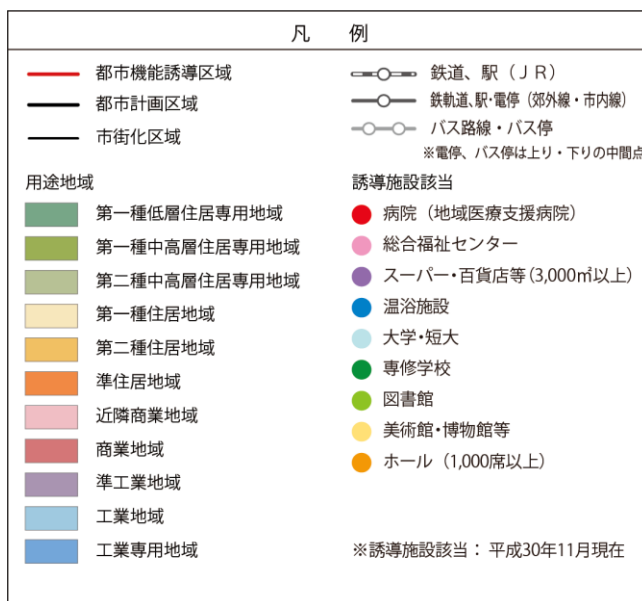 凡　例
都市機能誘導区域
都市計画区域
市街化区域
用途地域
第一種低層住居専用地域
第一種中高層住居専用地域
第二種中高層住居専用地域
第一種住居地域
第二種住居地域
準住居地域
近隣商業地域
商業地域
準工業地域
工業地域
工業専用地域
鉄道、駅（ＪＲ）
鉄軌道、駅・電停（郊外線・市内線）
バス路線・バス停
※電停、バス停は上り・下りの中間点
誘導施設該当
病院（地域医療支援病院）
総合福祉センター
スーパー・百貨店等（3,000㎡以上）
温浴施設
大学・短大
専修学校
図書館
美術館・博物館等
ホール（1,000席以上）
※誘導施設該当：平成30年11月現在